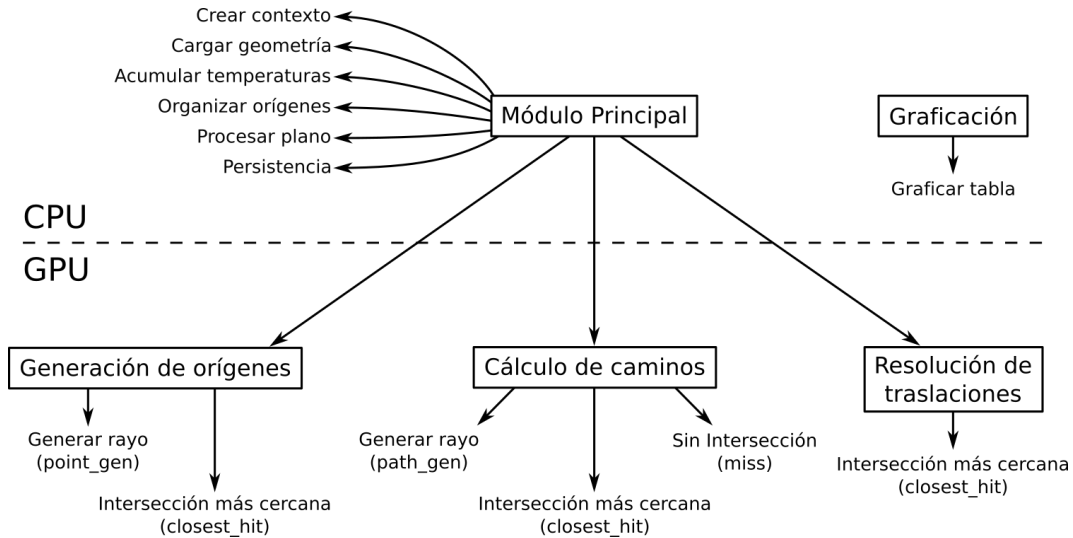 Crear contexto
Cargar geometría
Acumular temperaturas
Organizar orígenes
Procesar plano
Persistencia
Módulo Principal
Graficación
Graficar tabla
CPU
GPU
Generación de orígenes
Generar rayo
(point_gen)
Intersección más cercana
(closest_hit)
Cálculo de caminos
Generar rayo
(path_gen)
Intersección más cercana
(closest_hit)
Sin Intersección
(miss)
Resolución de
traslaciones
Intersección más cercana
(closest_hit)